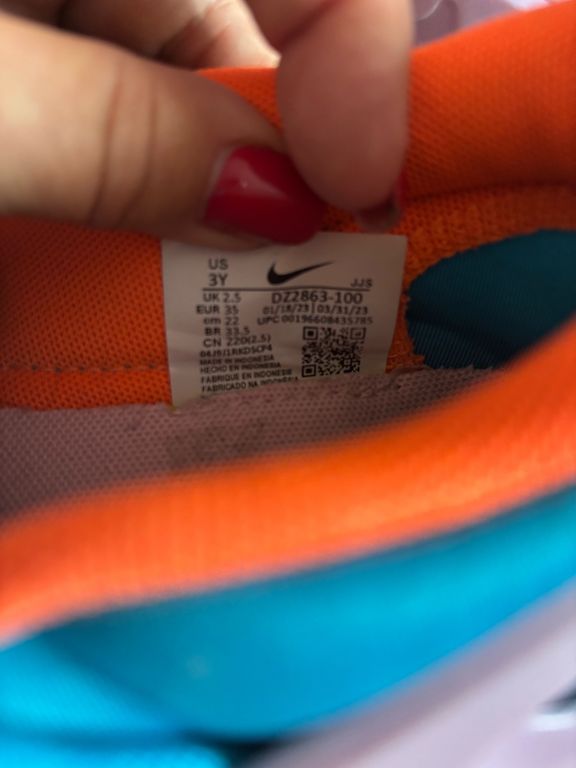 US
3Y
JJS
UK 2.5
DZ2863-100
EUR 35
01/18/23 | 03/31/23
cm 22
UPC 00196608435785
BR 33.5
CN 220(2.5)
MADE IN INDONESIA
HECHO EN INDONESIA
FABRIQUE EN INDONESIE
FABRICADO NA INDONESIA